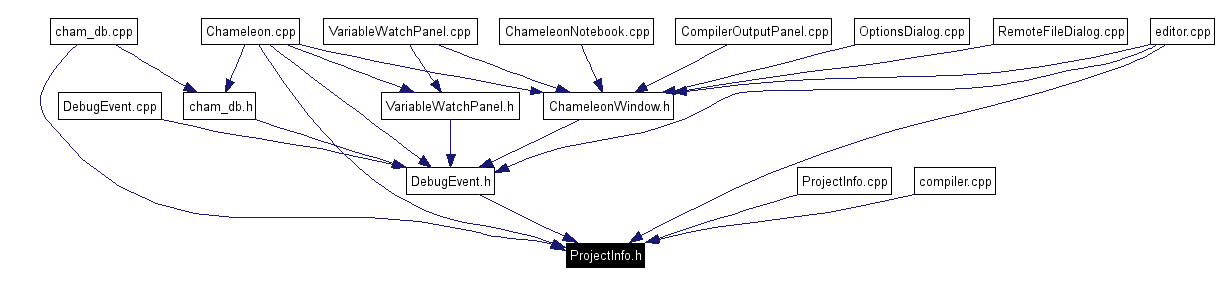 cham_db.cpp
Chameleon.cpp
VariableWatchPanel.cpp
ChameleonNotebook.cpp
CompilerOutputPanel.cpp
OptionsDialog.cpp
RemoteFileDialog.cpp
editor.cpp
DebugEvent.cpp
cham_db.h
VariableWatchPanel.h
ChameleonWindow.h
DebugEvent.h
ProjectInfo.cpp
compiler.cpp
ProjectInfo.h